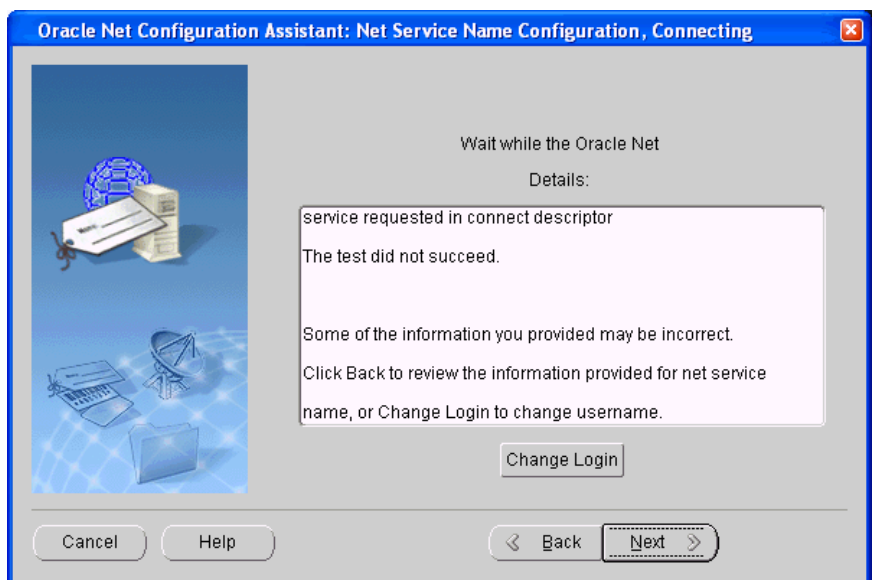 Oracle Net Configuration Assistant: Net Service Name Configuration, Connecting
Wait while the Oracle Net
Details:
service requested in connect descriptor
The test did not succeed.
Some of the information you provided may be incorrect.
Click Back to review the information provided for net service
name, or Change Login to change username.
Change Login
Cancel
Help
Back
Next